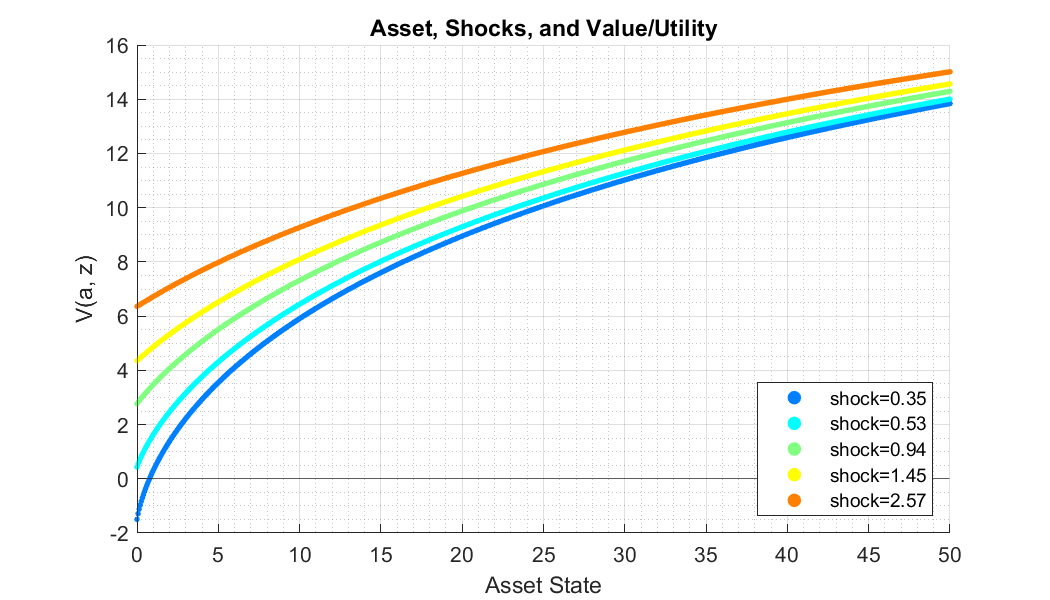 Asset, Shocks, and Value/Utility
16
14
12
10
8
6
4
2
0
-2
V(a, z)
0 5 10 15 20 25 30 35 40 45 50
Asset State
shock=0.35
shock=0.53
shock=0.94
shock=1.45
shock=2.57